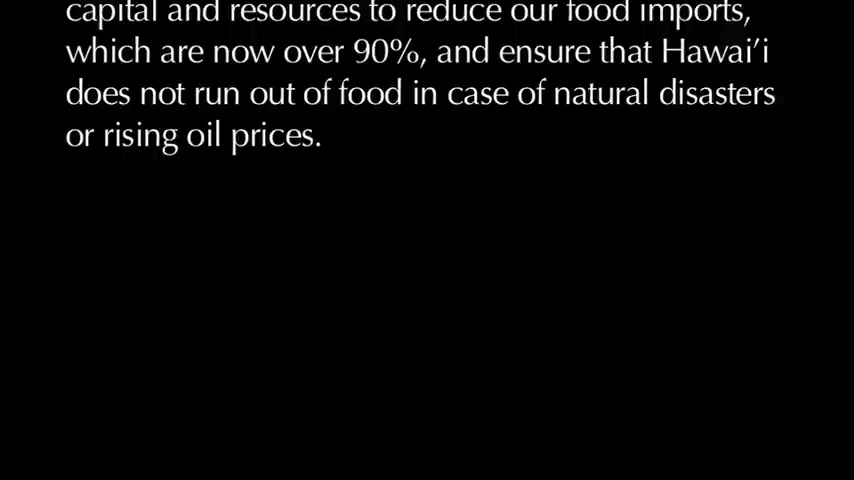 capital and resources to reduce our food imports,
which are now over 90%, and ensure that Hawai’i
does not run out of food in case of natural disasters
or rising oil prices.